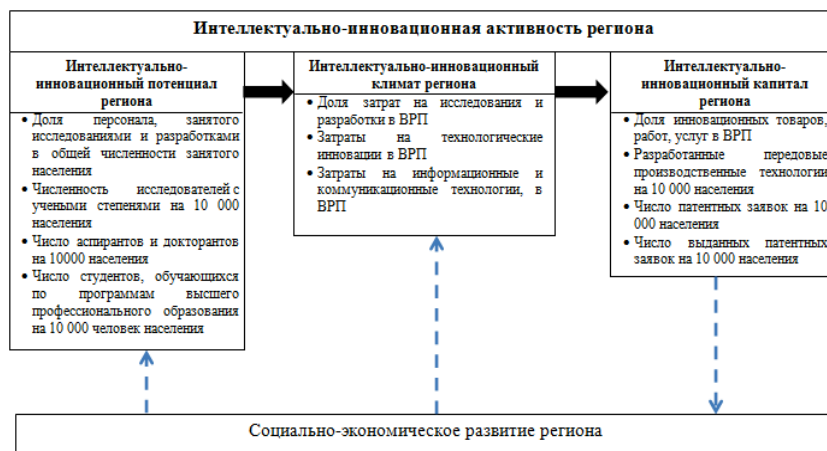 Интеллектуально-инновационная активность региона
Интеллектуально-
инновационный потенциал
региона
• Доля персонала, занятого
исследованиями и разработками
в общей численности занятого
населения
• Численность исследователей с
учеными степенями на 10 000
населения
• Число аспирантов и докторантов
на 10000 населения
• Число студентов, обучающихся
по программам высшего
профессионального образования
на 10 000 человек населения
Интеллектуально-инновационный
климат региона
• Доля затрат на исследования и
разработки в ВРП
• Затраты на технологические
инновации в ВРП
• Затраты на информационные и
коммуникационные технологии, в
ВРП
Интеллектуально-
инновационный капитал
региона
• Доля инновационных товаров,
работ, услуг в ВРП
• Разработанные передовые
производственные технологии
на 10 000 населения
• Число патентных заявок на 10
000 населения
• Число выданных патентных
заявок на 10 000 населения
Социально-экономическое развитие региона